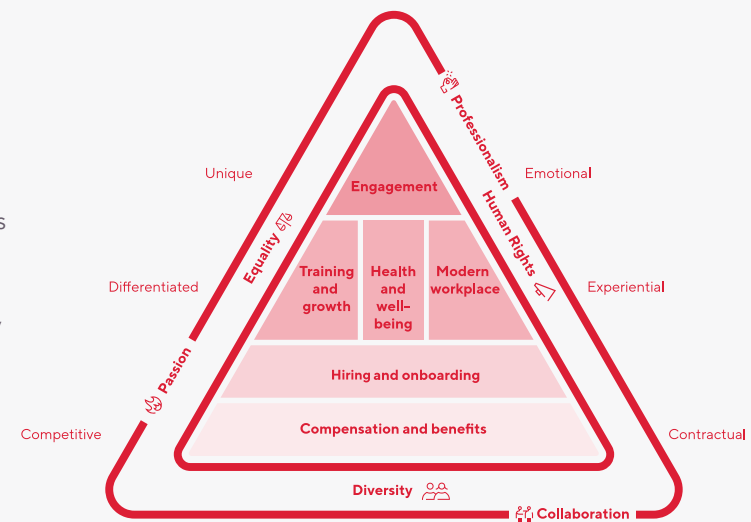 Professionalism
Unique
Emotional
Engagement
Human Rights
Equality
s
Training
and
growth
Health
and
well-
being
Modern
workplace
Differentiated
Experiential
Passion
Hiring and onboarding
Competitive
Compensation and benefits
Contractual
Diversity
Collaboration